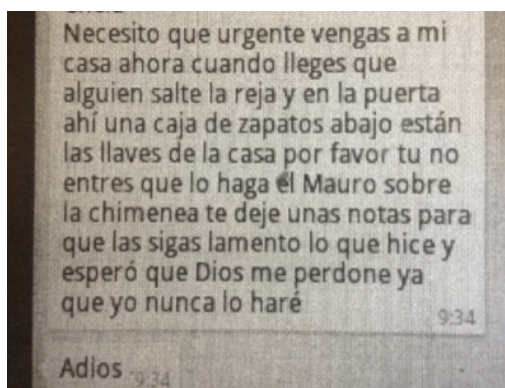 Necesito que urgente vengas a mi
casa ahora cuando lleges que
alguien salte la reja y en la puerta
ahí una caja de zapatos abajo están
las llaves de la casa por favor tu no
entres que lo haga él Mauro sobre
la chimenea te deje unas notas para
que las sigas lamento lo que hice y
esperó que Dios me perdone ya
que yo nunca lo haré
9:34
Adios
9:34